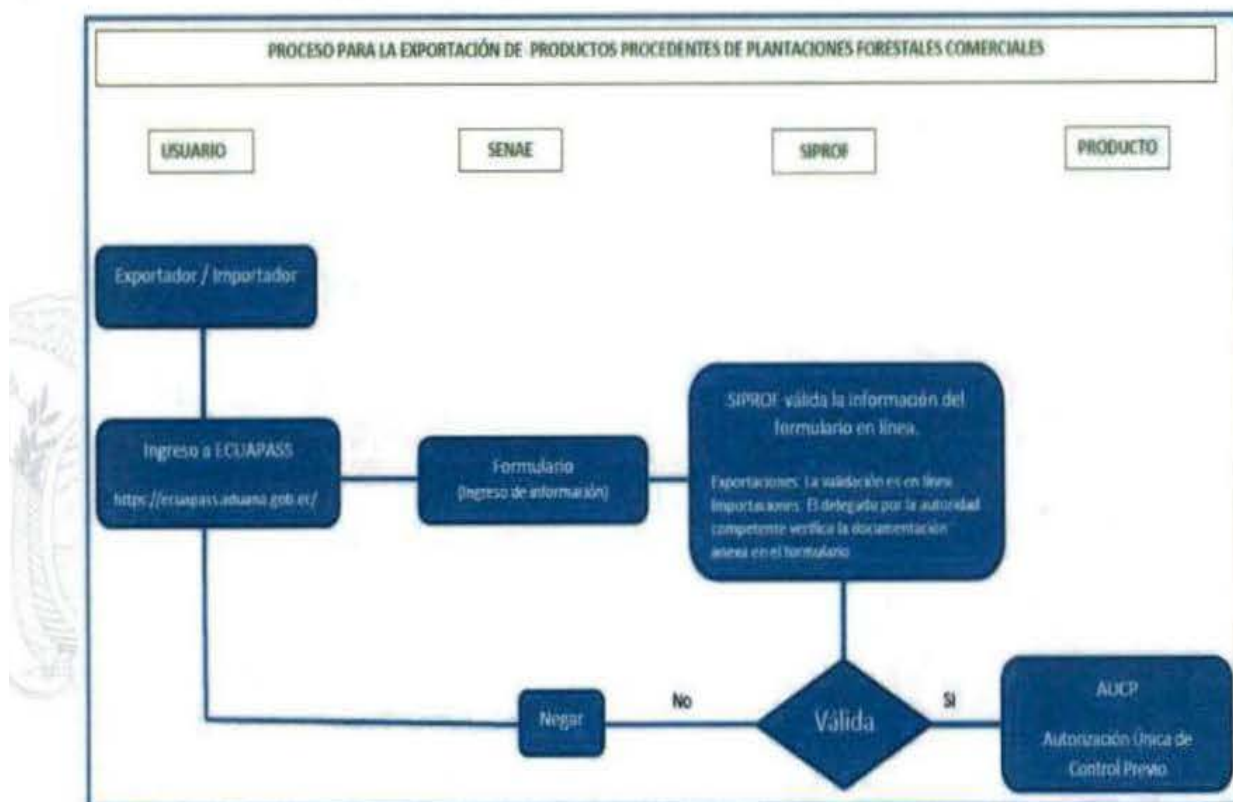 PROCESO PARA LA EXPORTACIÓN DE PRODUCTOS PROCEDENTES DE PLANTACIONES FORESTALES COMERCIALES
USUARIO
SENAE
SIPROF
PRODUCTO
Exportador / Importador
Ingreso a ECUAPASS
https://ecuapass.aduana.gob.ec/
Formulario
(Ingreso de información)
SIPROF válida la información del
formulario en línea.
Exportaciones: La validación es en línea
Importaciones: El delegado por la autoridad
competente verifica la documentación
anexa en el formulario
Negar
No
Válida
SI
AUCP
Autorización Única de
Control Previo